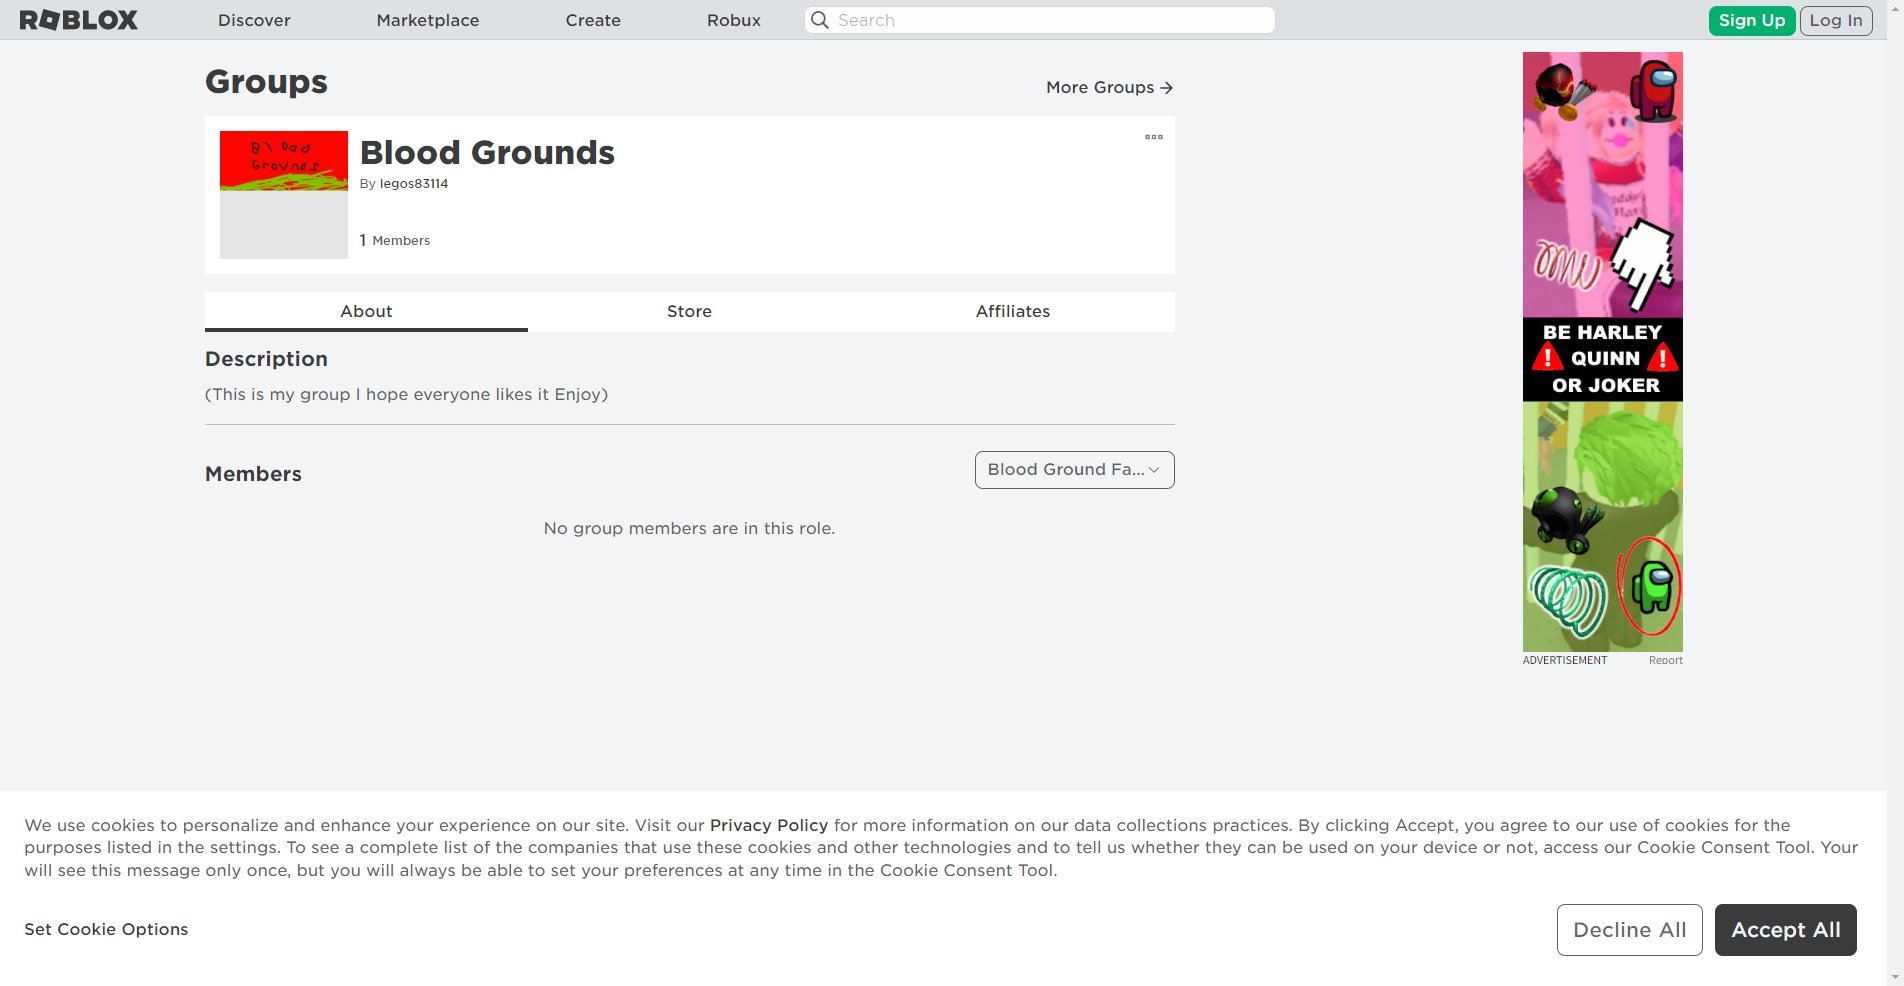 ROBLOX Discover Marketplace Create Robux Search Sign Up Log In
Groups
More Groups
Blood
Grounds
Blood Grounds
By legos83114
1 Members
About Store Affiliates
Description
(This is my group I hope everyone likes it Enjoy)
Members
Blood Ground Fa...
No group members are in this role.
BE HARLEY
QUINN
OR JOKER
ADVERTISEMENT Report
We use cookies to personalize and enhance your experience on our site. Visit our Privacy Policy for more information on our data collections practices. By clicking Accept, you agree to our use of cookies for the
purposes listed in the settings. To see a complete list of the companies that use these cookies and other technologies and to tell us whether they can be used on your device or not, access our Cookie Consent Tool. Your
will see this message only once, but you will always be able to set your preferences at any time in the Cookie Consent Tool.
Set Cookie Options
Decline All
Accept All